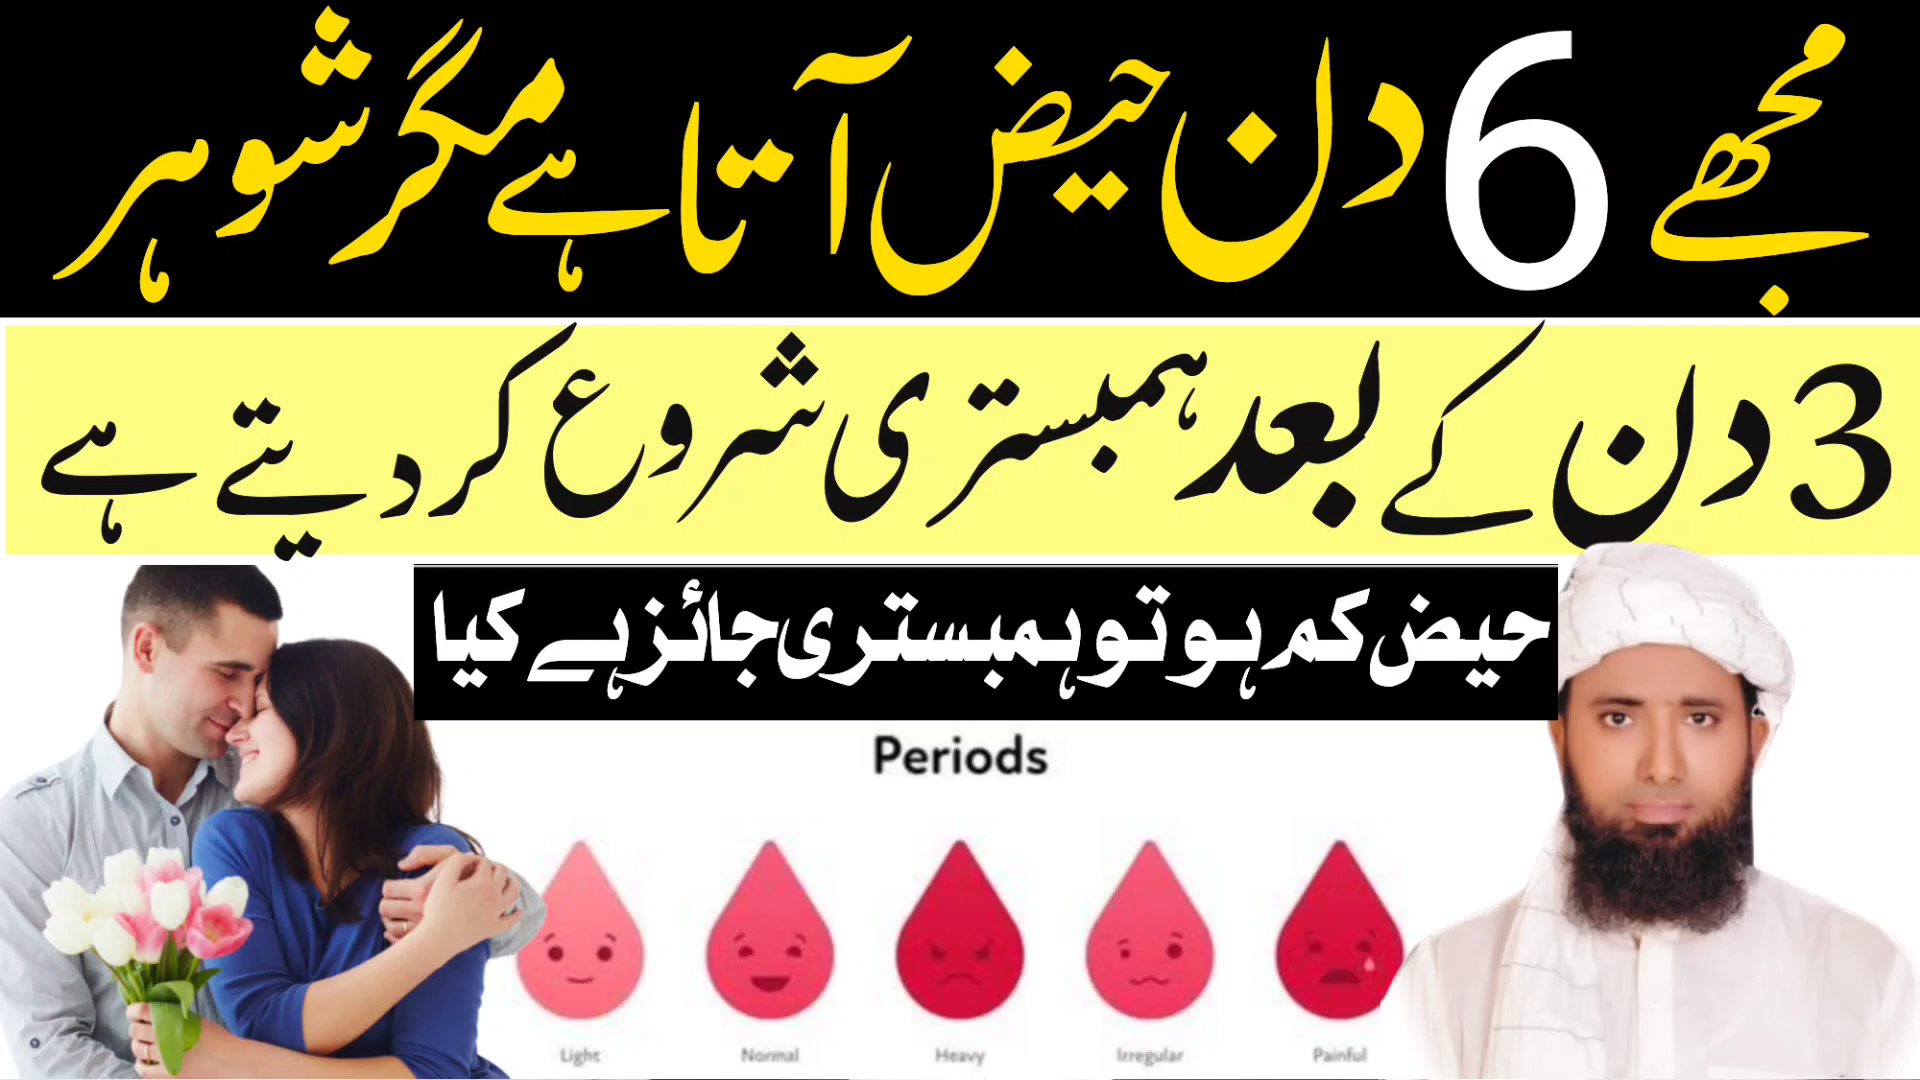 مجھے 6 دن حیض آتا ہے مگر شوہر
3 دن کے بعد ہمبستری شروع کر دیتے ہے
حیض کم ہو تو ہمبستری جائز ہے کیا
Periods
Light Normal Heavy Irregular Painful